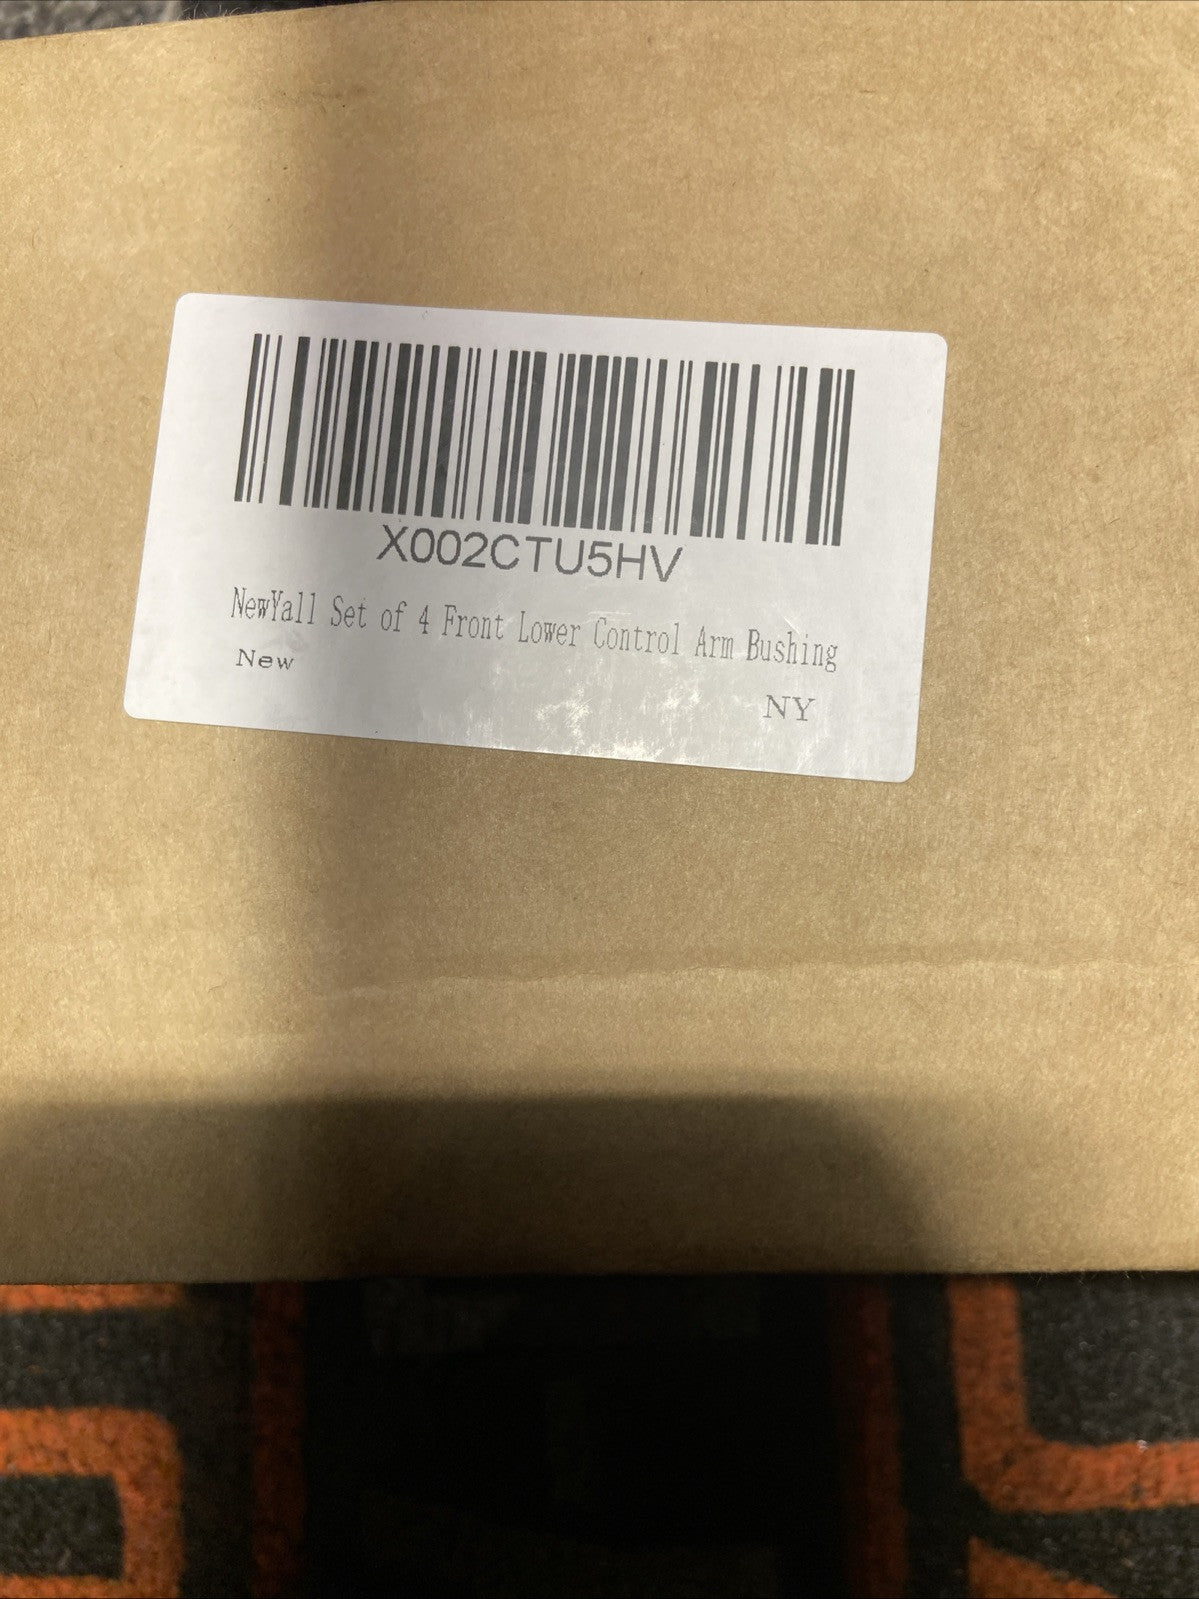 X002CTU5HV
NewYall Set of 4 Front Lower Control Arm Bushing
New
NY